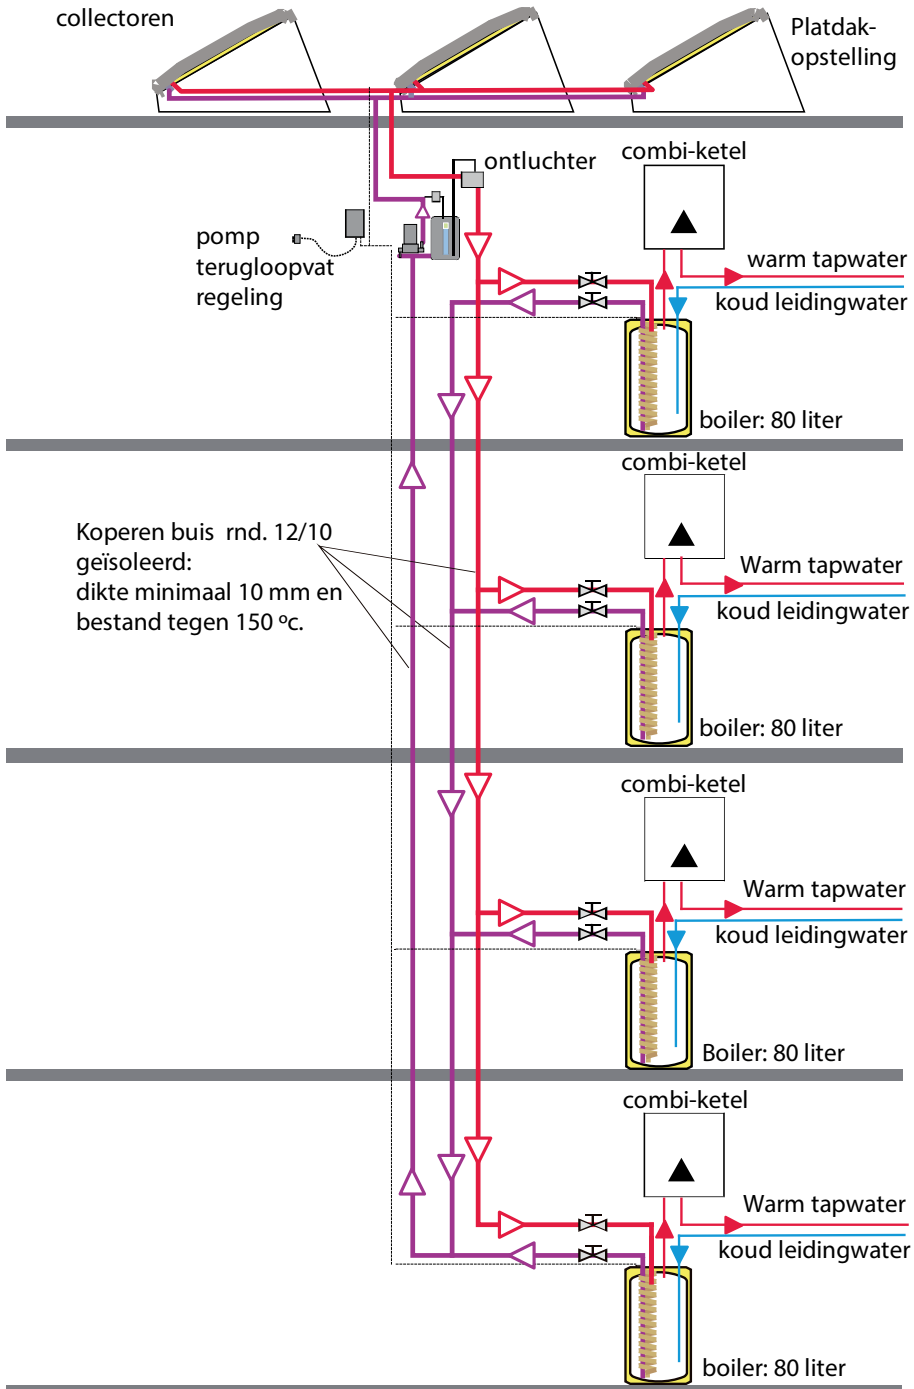 collectoren
Platdak-
opstelling
ontluchter
combi-ketel
pomp
terugloopvat
regeling
warm tapwater
koud leidingwater
boiler: 80 liter
combi-ketel
Koperen buis rnd. 12/10
geïsoleerd:
dikte minimaal 10 mm en
bestand tegen 150 ºc.
Warm tapwater
koud leidingwater
boiler: 80 liter
combi-ketel
Warm tapwater
koud leidingwater
Boiler: 80 liter
combi-ketel
Warm tapwater
koud leidingwater
boiler: 80 liter